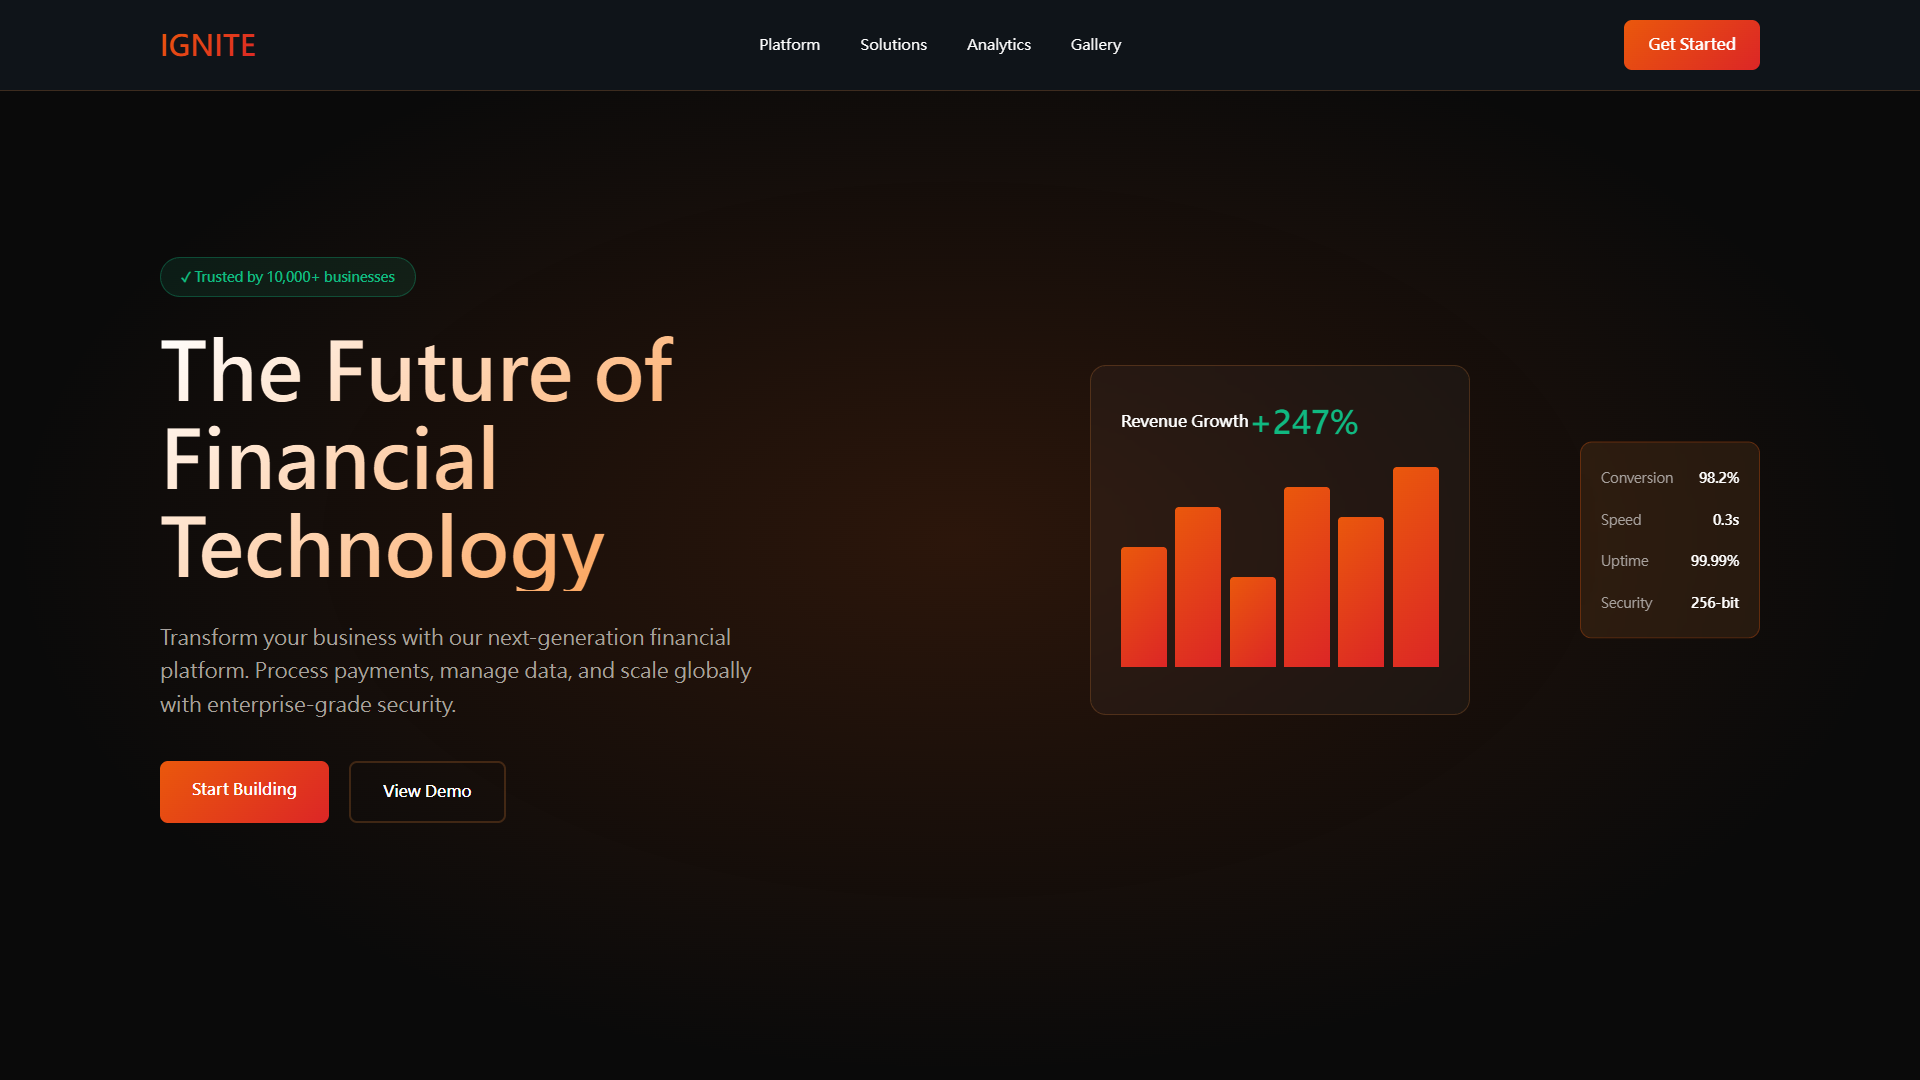 IGNITE
Platform
Solutions
Analytics
Gallery
Get Started
✓ Trusted by 10,000+ businesses
The Future of
Financial
Technology
Transform your business with our next-generation financial
platform. Process payments, manage data, and scale globally
with enterprise-grade security.
Start Building
View Demo
Revenue Growth +247%
Conversion 98.2%
Speed 0.3s
Uptime 99.99%
Security 256-bit